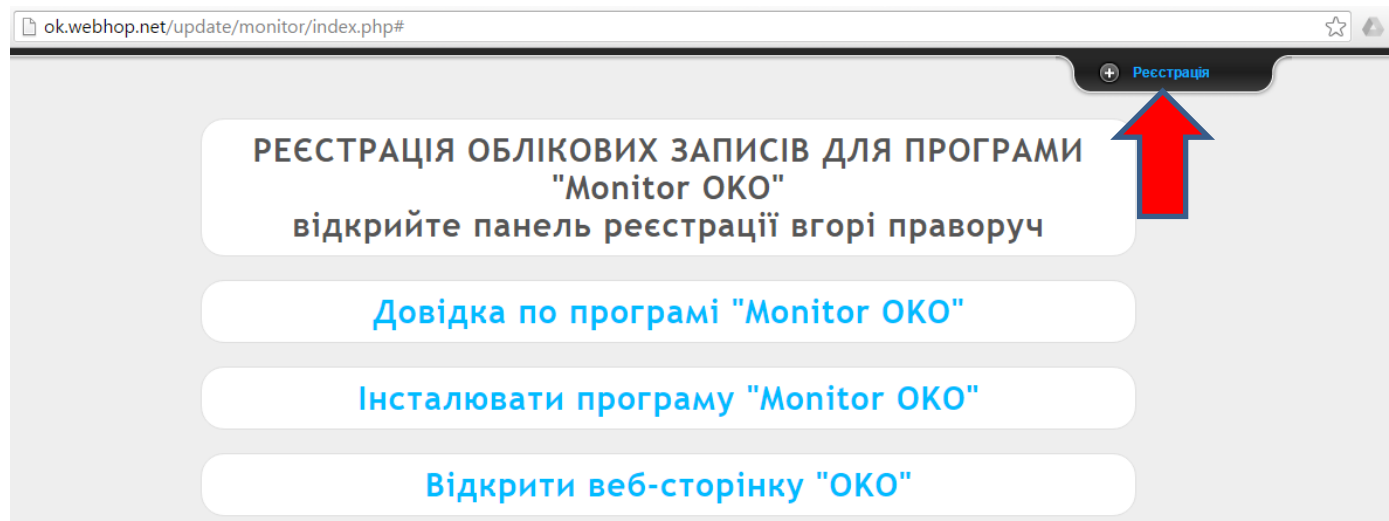 ok.webhop.net/update/monitor/index.php#
Реєстрація
РЕЄСТРАЦІЯ ОБЛІКОВИХ ЗАПИСІВ ДЛЯ ПРОГРАМИ
"Monitor OKO"
відкрийте панель реєстрації вгорі праворуч
Довідка по програмі "Monitor OKO"
Інсталювати програму "Monitor OKO"
Відкрити веб-сторінку "ОКО"